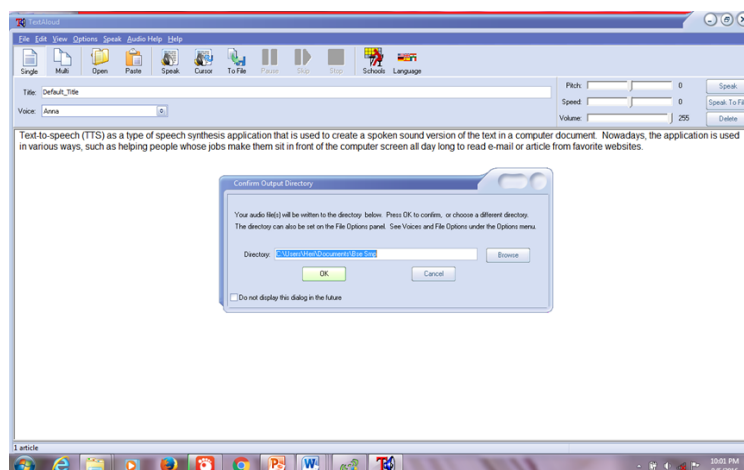 TextAloud
File Edit View Options Speak Audio Help Help
Single Multi Open Paste Speak Cursor To File Pause Skip Stop Schools Language
Title: Default_Title
Pitch: 0 Speak
Voice: Anna
Speed: 0 Speak To Fil
Volume: 255 Delete
Text-to-speech (TTS) as a type of speech synthesis application that is used to create a spoken sound version of the text in a computer document. Nowadays, the application is used
in various ways, such as helping people whose jobs make them sit in front of the computer screen all day long to read e-mail or article from favorite websites.
Confirm Output Directory
Your audio file(s) will be written to the directory below. Press OK to confirm, or choose a different directory.
The directory can also be set on the File Options panel. See Voices and File Options under the Options menu.
Directory: Browse
OK Cancel
Do not display this dialog in the future
1 article
10:01 PM